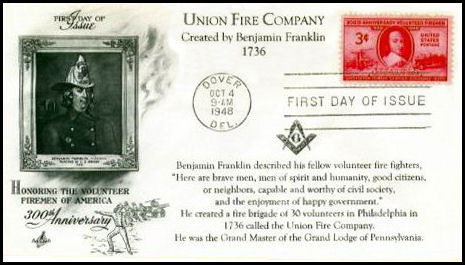 FIRST DAY OF
Issue
UNION FIRE COMPANY
Created by Benjamin Franklin
1736
300TH ANNIVERSARY VOLUNTEER FIREMEN
3¢
UNITED STATES
POSTAGE
DOVER
OCT 4
9-AM
1948
DEL.
FIRST DAY OF ISSUE
G
BENJAMIN FRANKLIN, FIREMAN
HONORING THE VOLUNTEER
FIREMEN OF AMERICA
300th Anniversary
ArtCraft
Benjamin Franklin described his fellow volunteer fire fighters,
"Here are brave men, men of spirit and humanity, good citizens,
or neighbors, capable and worthy of civil society,
and the enjoyment of happy government."
He created a fire brigade of 30 volunteers in Philadelphia in
1736 called the Union Fire Company.
He was the Grand Master of the Grand Lodge of Pennsylvania.